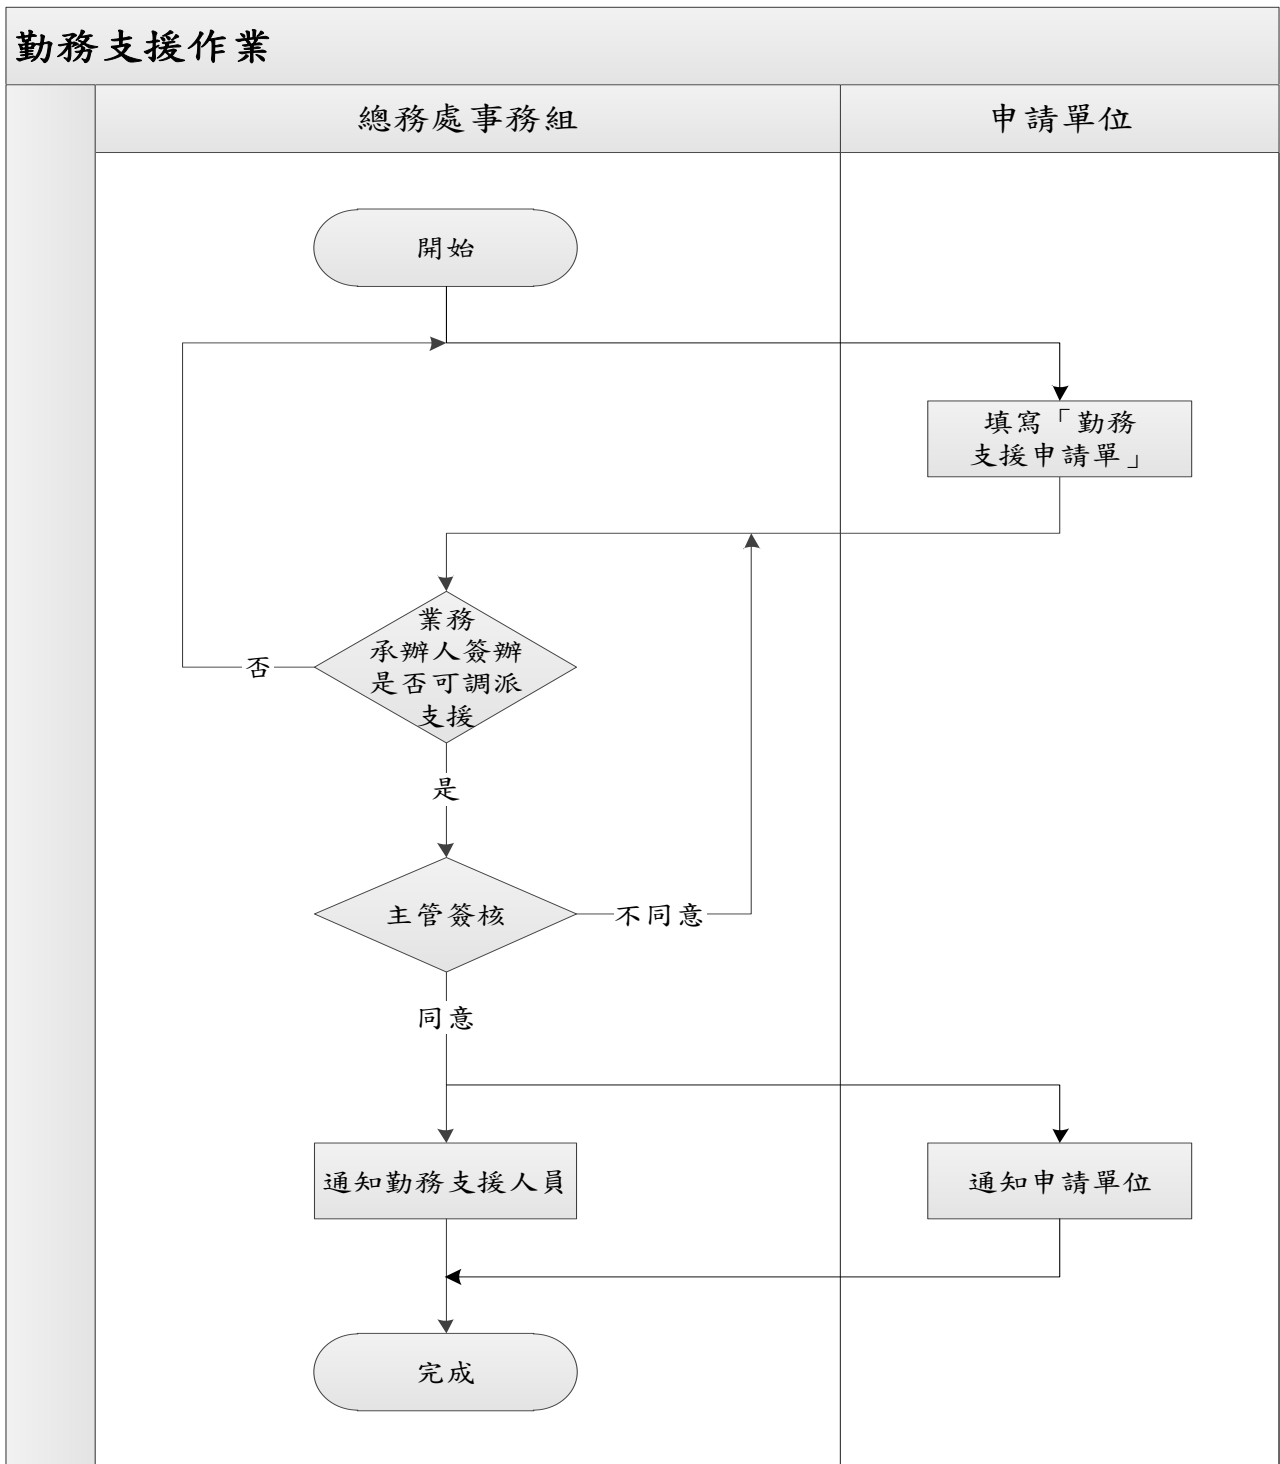 勤務支援作業
總務處事務組
申請單位
開始
填寫「勤務
支援申請單」
業務
承辦人簽辦
是否可調派
支援
否
是
主管簽核
不同意
同意
通知勤務支援人員
通知申請單位
完成